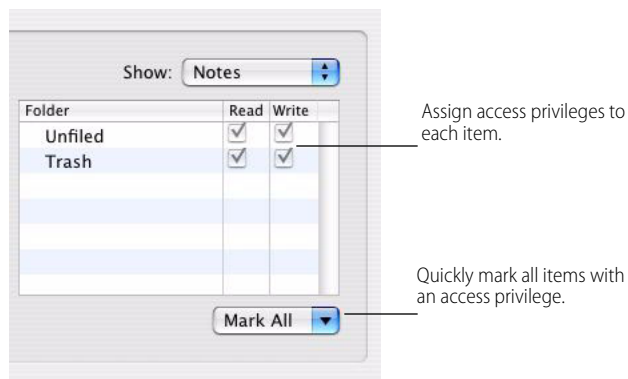 Show: Notes
Folder Read Write
Unfiled
Trash
Assign access privileges to
each item.
Mark All
Quickly mark all items with
an access privilege.